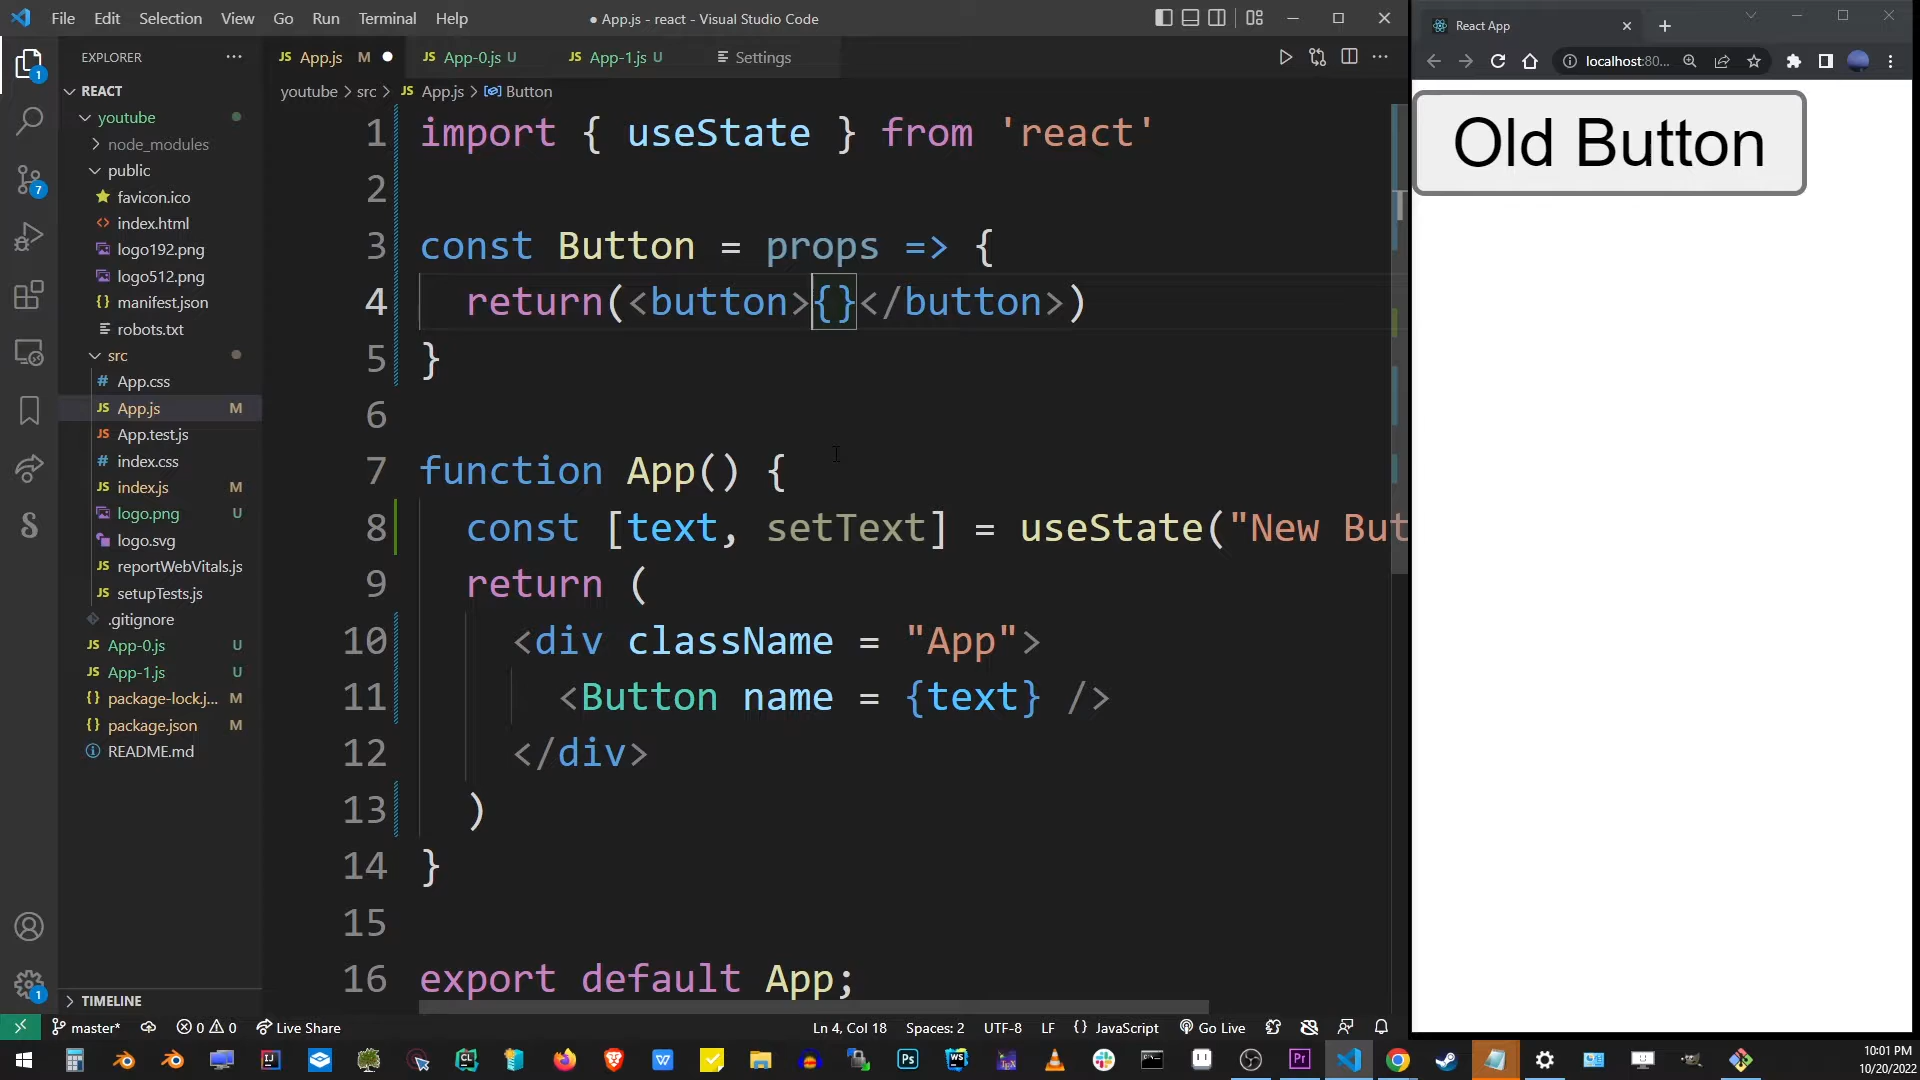 File Edit Selection View Go Run Terminal Help
● App.js - react - Visual Studio Code
EXPLORER
REACT
youtube
node_modules
public
favicon.ico
index.html
logo192.png
logo512.png
manifest.json
robots.txt
src
App.css
App.js M
App.test.js
index.css
index.js M
logo.png U
logo.svg
reportWebVitals.js
setupTests.js
.gitignore
App-0.js U
App-1.js U
package-lock.j... M
package.json M
README.md
TIMELINE
App.js M
App-0.js U
App-1.js U
Settings
youtube > src > JS App.js > Button
1 import { useState } from 'react'
2
3 const Button = props => {
4 return(<button>{}</button>)
5 }
6
7 function App() {
8 const [text, setText] = useState("New But
9 return (
10 <div className = "App">
11 <Button name = {text} />
12 </div>
13 )
14 }
15
16 export default App;
master* 0 0 Live Share
Ln 4, Col 18 Spaces: 2 UTF-8 LF {} JavaScript Go Live
React App
localhost:80...
Old Button
10:01 PM
10/20/2022